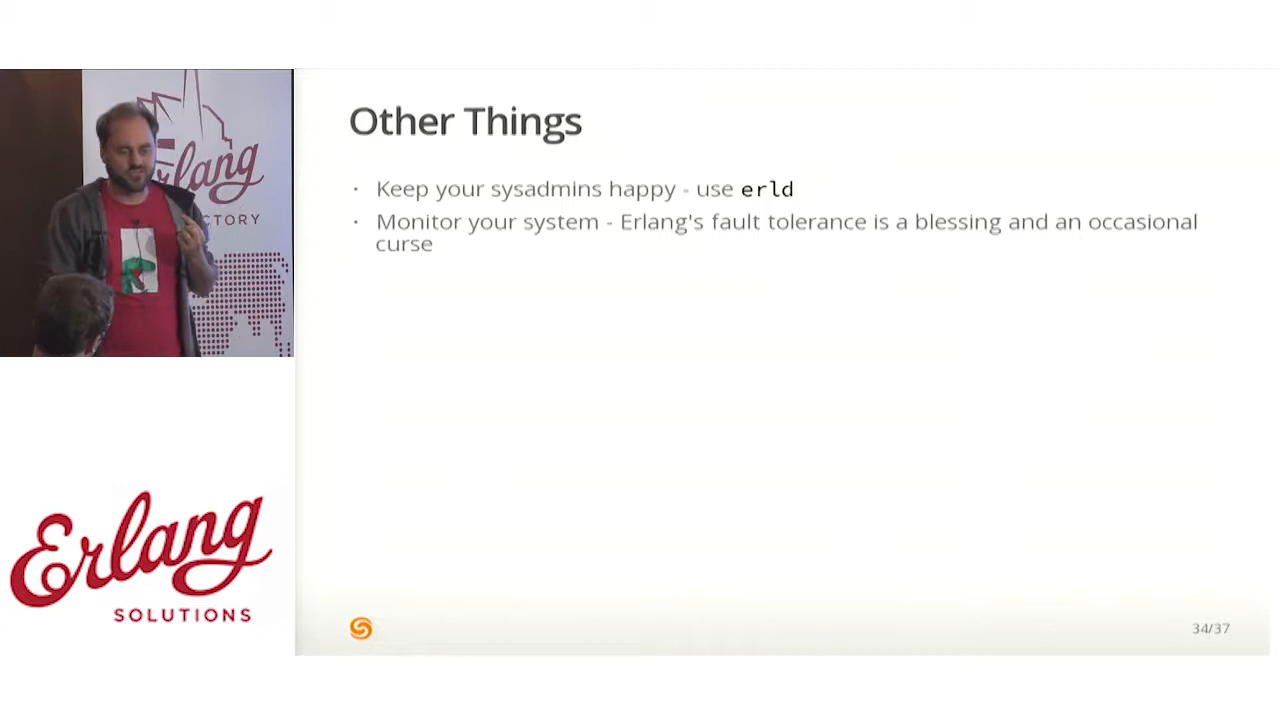 Erlang
Other Things
· Keep your sysadmins happy - use erld
· Monitor your system - Erlang's fault tolerance is a blessing and an occasional
curse
Erlang
SOLUTIONS
34/37